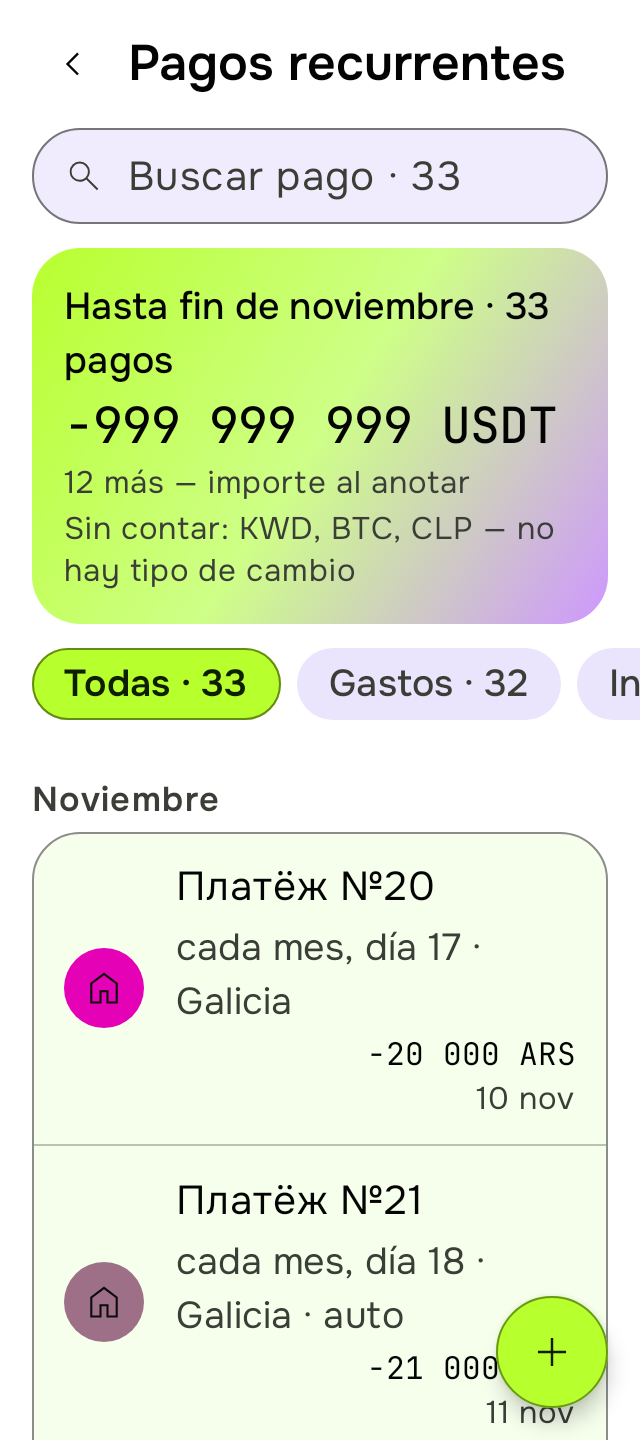 Pagos recurrentes
Buscar pago · 33
Hasta fin de noviembre · 33
pagos
-999 999 999 USDT
12 más — importe al anotar
Sin contar: KWD, BTC, CLP — no
hay tipo de cambio
Todas · 33
Gastos · 32
In
Noviembre
Платёж №20
cada mes, día 17 ·
Galicia
-20 000 ARS
10 nov
Платёж №21
cada mes, día 18 ·
Galicia · auto
-21 000
11 nov